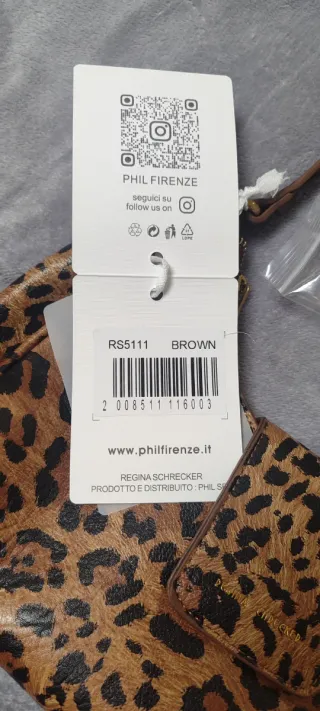 PHIL FIRENZE
seguici su
follow us on
LDPE
RS5111 BROWN
2 008511 116003
www.philfirenze.it
REGINA SCHRECKER
PRODOTTO E DISTRIBUITO : PHIL